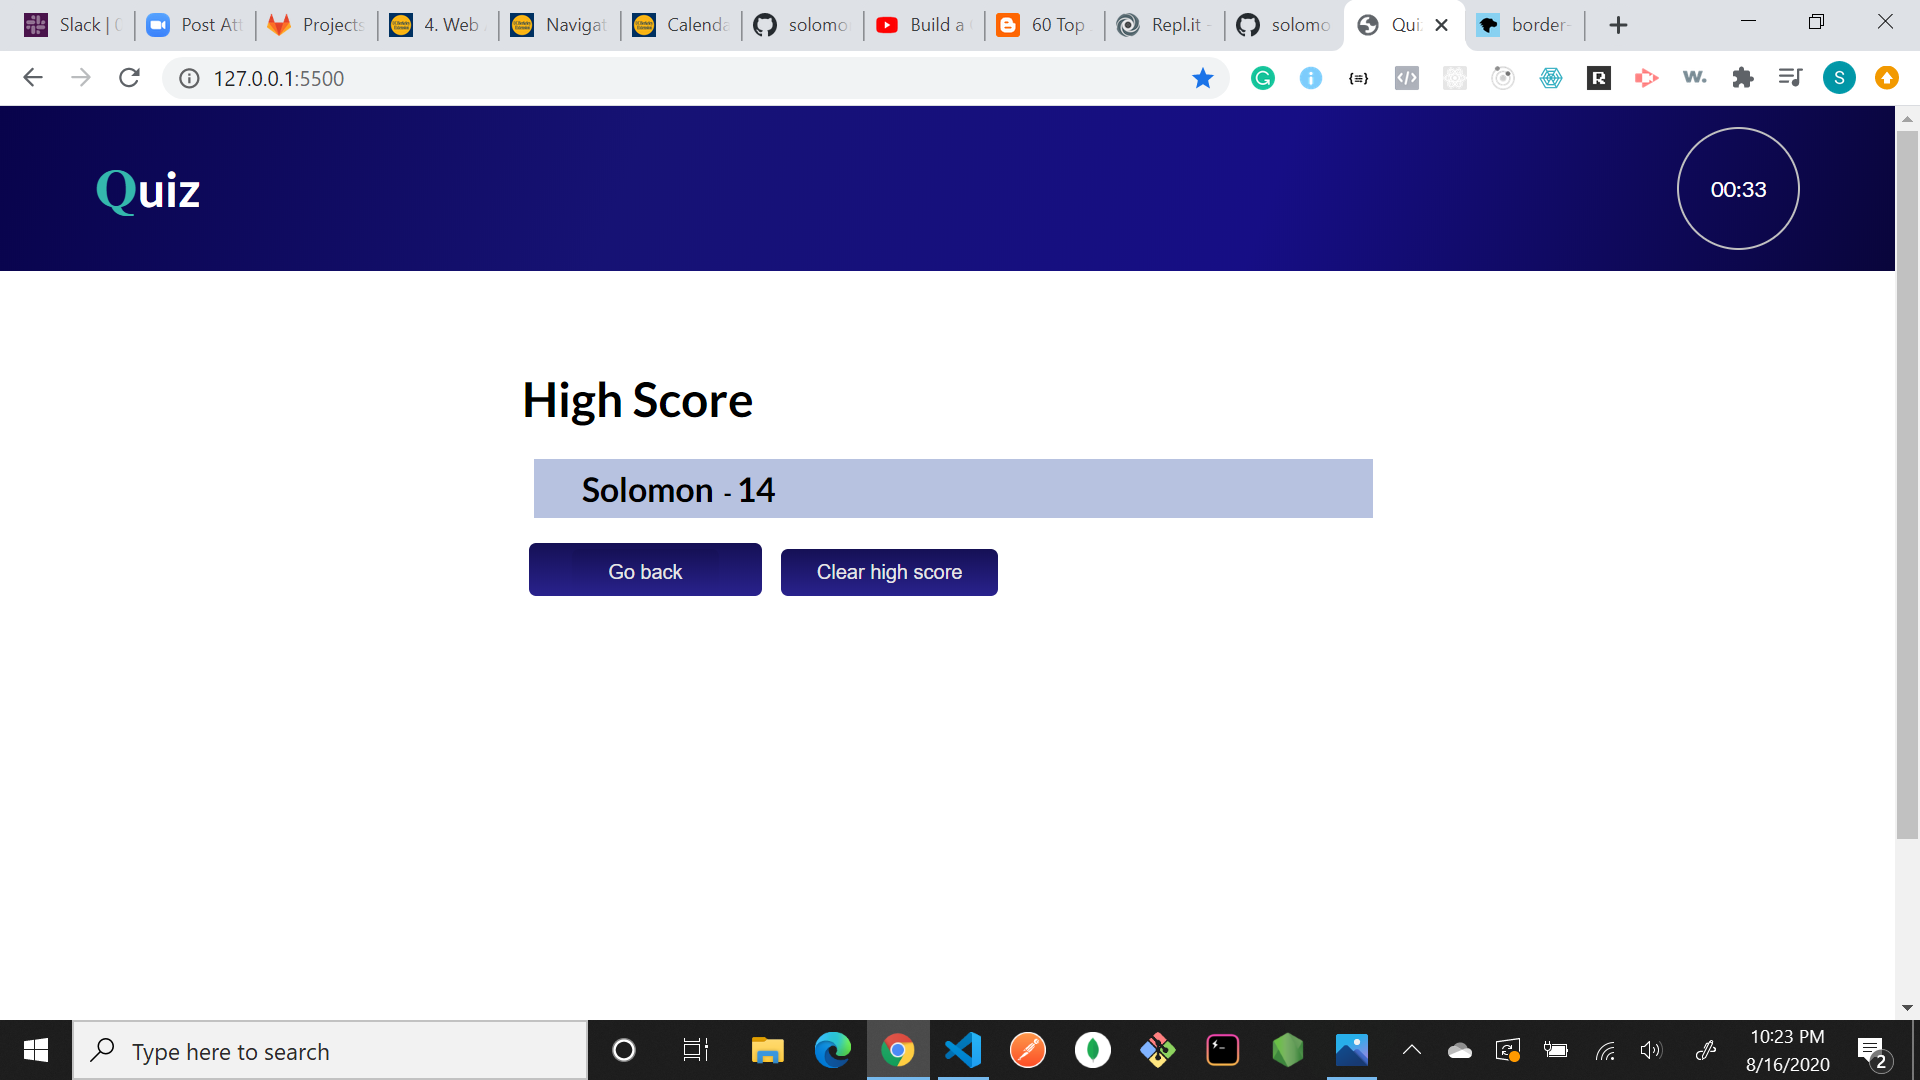 Slack | Post Att Projects 4. Web Navigat Calenda solomo Build a 60 Top Repl.it - solomo Qui border-
127.0.0.1:5500
Quiz
00:33
High Score
Solomon - 14
Go back Clear high score
Type here to search
10:23 PM
8/16/2020
2